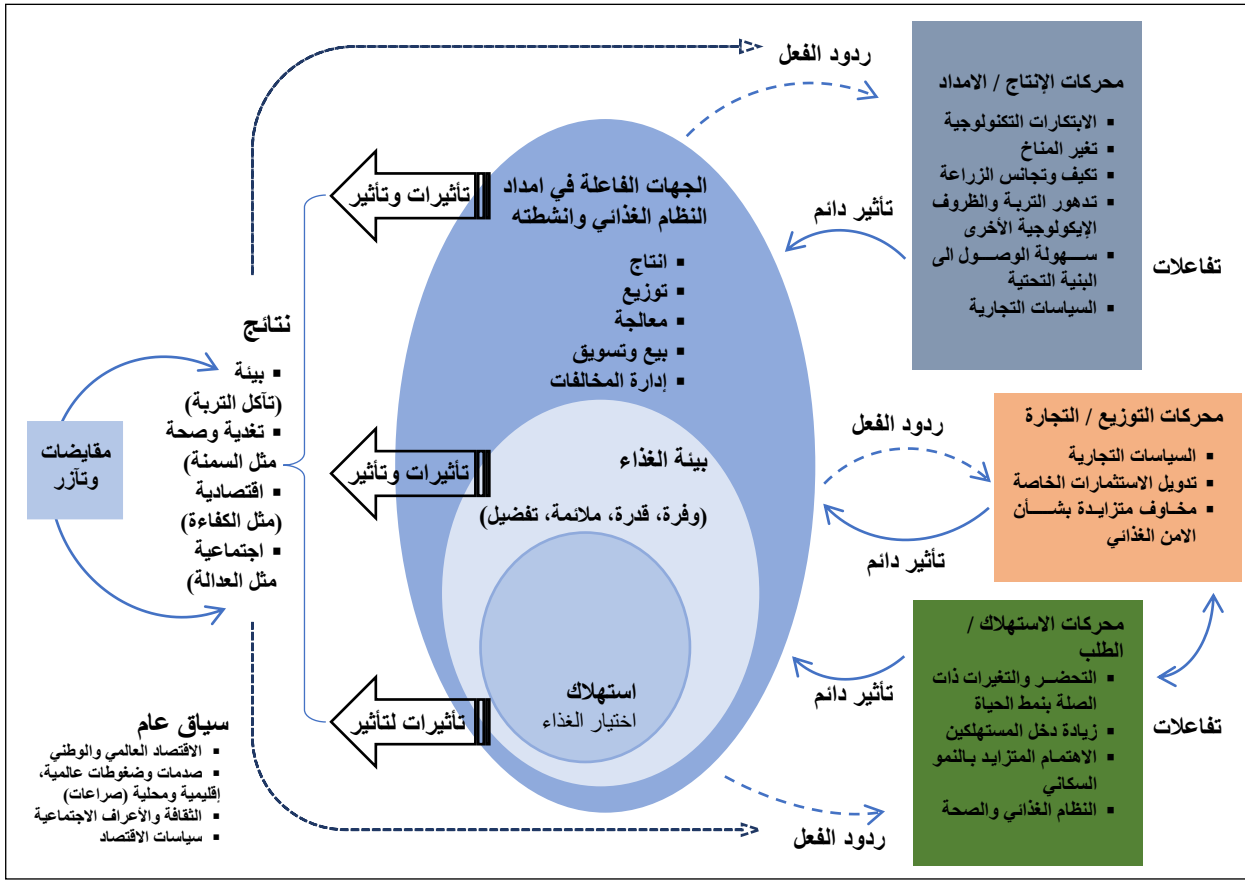 ردود الفعل
محركات الإنتاج / الامداد
▪ الابتكارات التكنولوجية
▪ تغير المناخ
▪ تكيف وتجانس الزراعة
▪ تدهور التربة والظروف
الإيكولوجية الأخرى
▪ سهولة الوصول الى
البنية التحتية
▪ السياسات التجارية
تفاعلات
تأثير دائم
الجهات الفاعلة في امداد
النظام الغذائي وانشطته
▪ انتاج
▪ توزيع
▪ معالجة
▪ بيع وتسويق
▪ إدارة المخالفات
تأثيرات وتأثير
محركات التوزيع / التجارة
▪ السياسات التجارية
▪ تدويل الاستثمارات الخاصة
▪ مخاوف متزايدة بشأن
الامن الغذائي
ردود الفعل
تأثير دائم
بيئة الغذاء
(وفرة، قدرة، ملائمة، تفضيل)
تأثيرات وتأثير
نتائج
▪ بيئة
(تآكل التربة)
▪ تغدية وصحة
مثل السمنة)
▪ اقتصادية
(مثل الكفاءة)
▪ اجتماعية
مثل العدالة)
مقايضات
وتآزر
محركات الاستهلاك /
الطلب
▪ التحضر والتغيرات ذات
الصلة بنمط الحياة
▪ زيادة دخل المستهلكين
▪ الاهتمام المتزايد بالنمو
السكاني
▪ النظام الغذائي والصحة
تفاعلات
تأثير دائم
استهلاك
اختيار الغذاء
تأثيرات لتأثير
سياق عام
▪ الاقتصاد العالمي والوطني
▪ صدمات وضغوطات عالمية،
إقليمية ومحلية (صراعات)
▪ الثقافة والأعراف الاجتماعية
▪ سياسات الاقتصاد
ردود الفعل